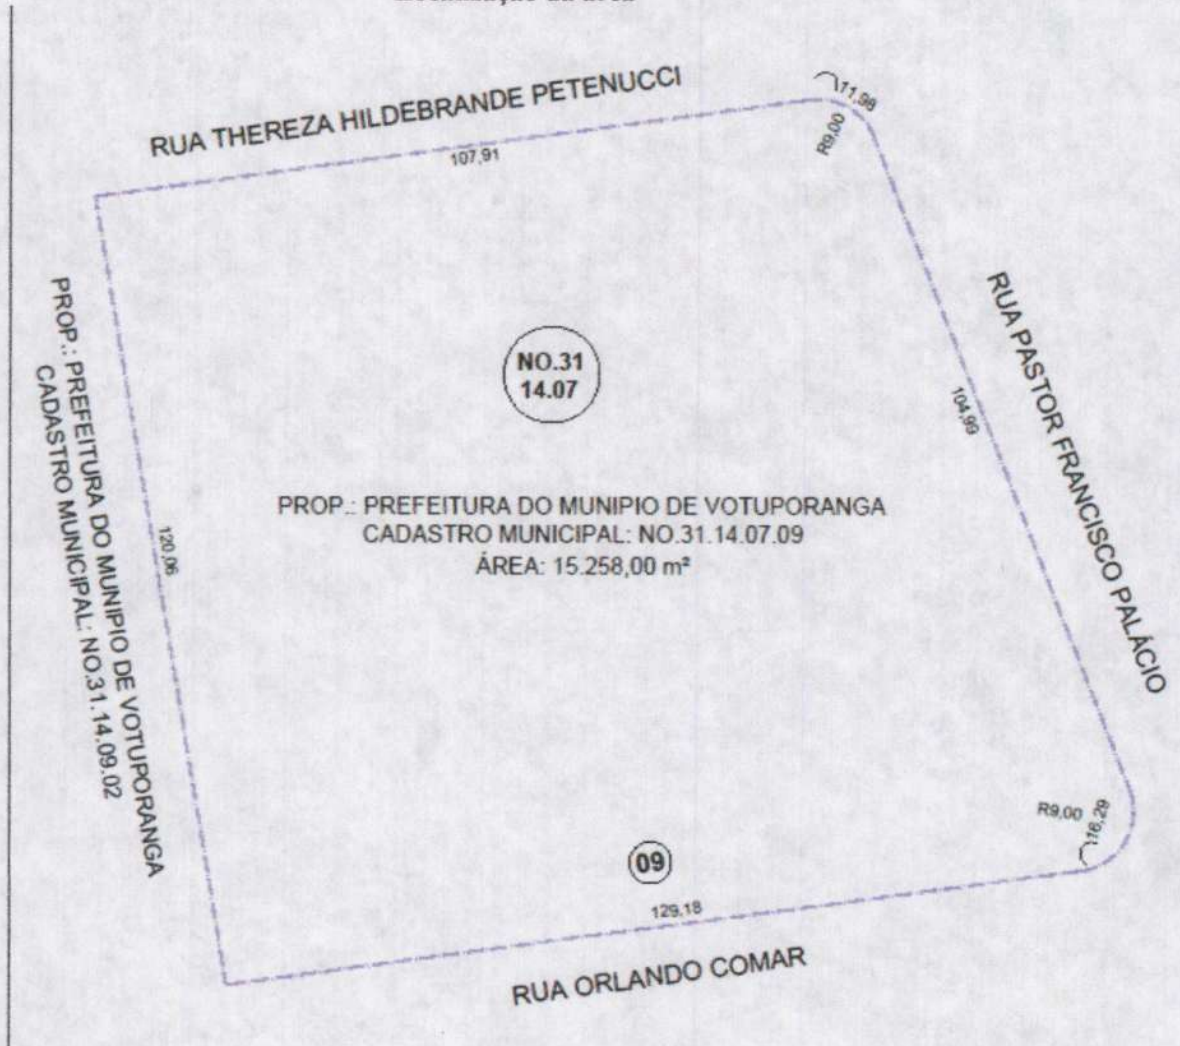 RUA THEREZA HILDEBRANDE PETENUCCI
107,91
11,98
R9,00
RUA PASTOR FRANCISCO PALÁCIO
104,99
NO.31
14.07
PROP.: PREFEITURA DO MUNIPIO DE VOTUPORANGA
CADASTRO MUNICIPAL: NO.31.14.07.09
ÁREA: 15.258,00 m²
PROP.: PREFEITURA DO MUNIPIO DE VOTUPORANGA
CADASTRO MUNICIPAL: NO.31.14.09.02
120,06
R9,00
16,29
09
129,18
RUA ORLANDO COMAR